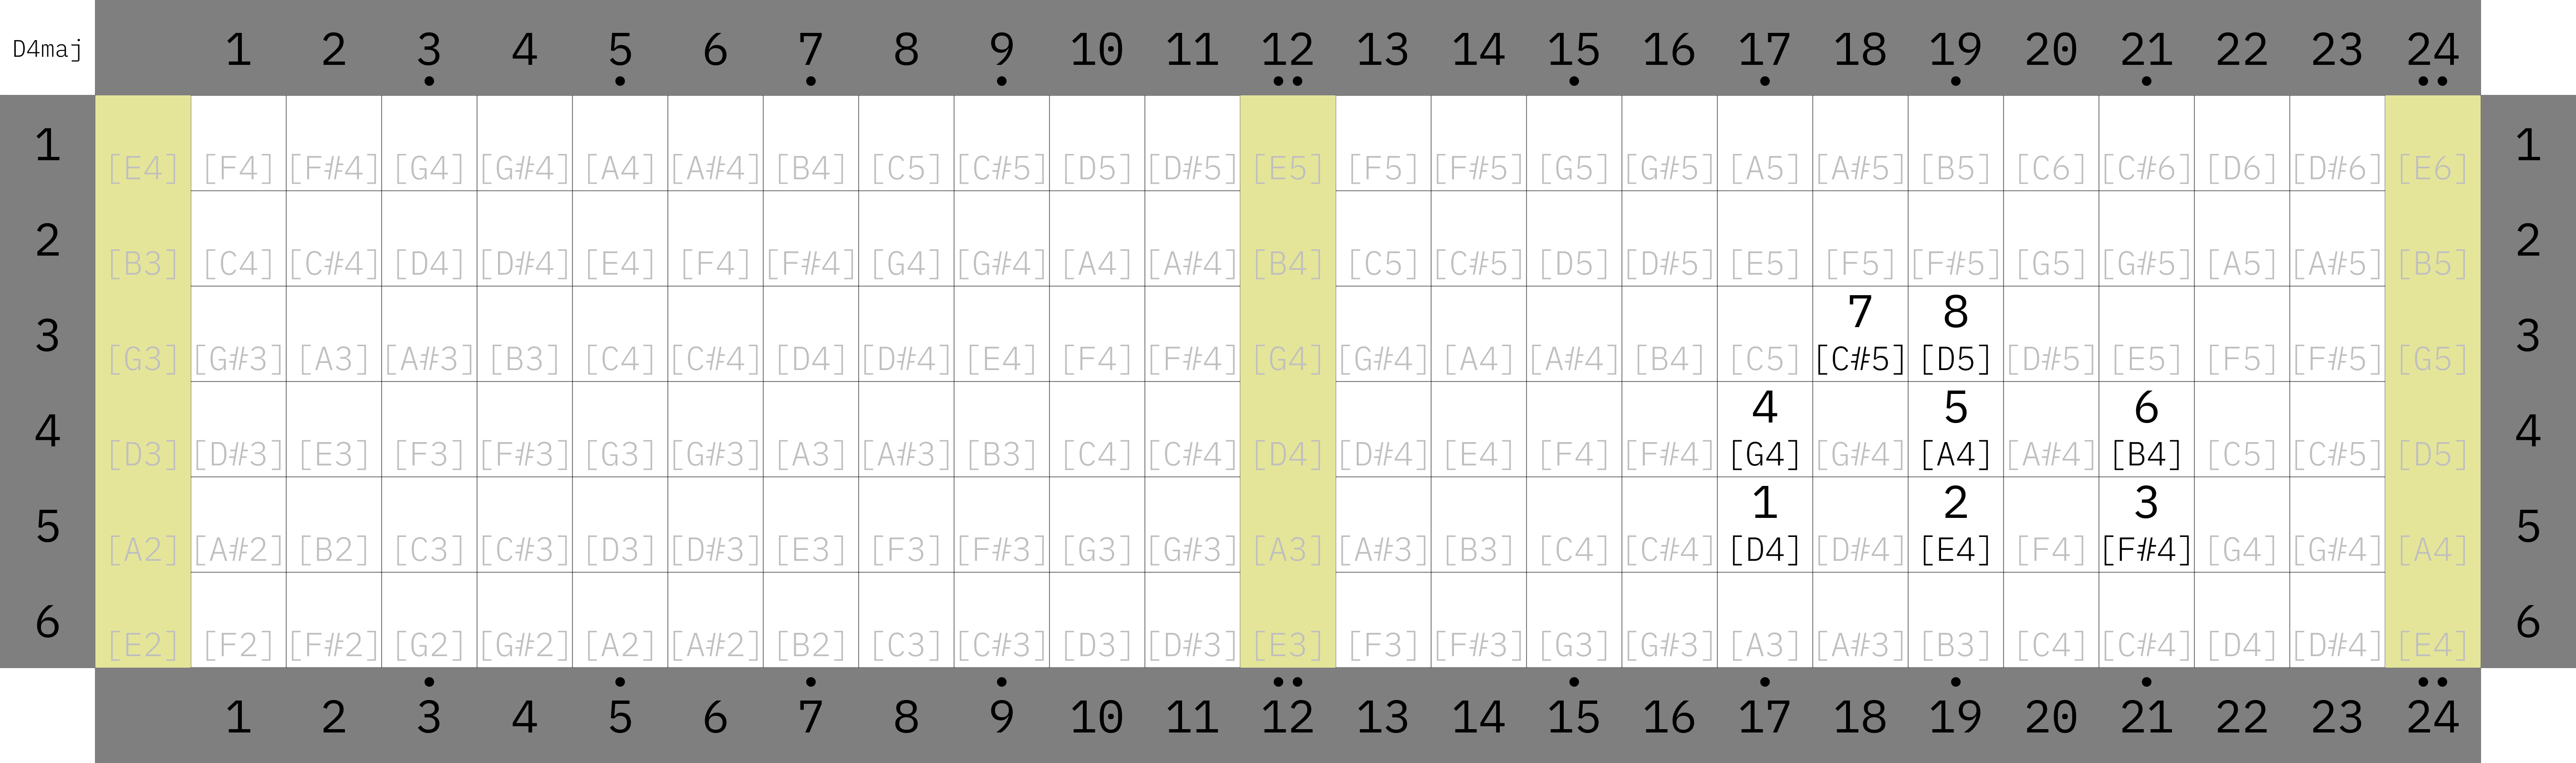 D4maj
1 2 3 4 5 6 7 8 9 10 11 12 13 14 15 16 17 18 19 20 21 22 23 24
1 1
[E4] [F4] [F#4] [G4] [G#4] [A4] [A#4] [B4] [C5] [C#5] [D5] [D#5] [E5] [F5] [F#5] [G5] [G#5] [A5] [A#5] [B5] [C6] [C#6] [D6] [D#6] [E6]
2 2
[B3] [C4] [C#4] [D4] [D#4] [E4] [F4] [F#4] [G4] [G#4] [A4] [A#4] [B4] [C5] [C#5] [D5] [D#5] [E5] [F5] [F#5] [G5] [G#5] [A5] [A#5] [B5]
3 7 8 3
[G3] [G#3] [A3] [A#3] [B3] [C4] [C#4] [D4] [D#4] [E4] [F4] [F#4] [G4] [G#4] [A4] [A#4] [B4] [C5] [C#5] [D5] [D#5] [E5] [F5] [F#5] [G5]
4 4 5 6 4
[D3] [D#3] [E3] [F3] [F#3] [G3] [G#3] [A3] [A#3] [B3] [C4] [C#4] [D4] [D#4] [E4] [F4] [F#4] [G4] [G#4] [A4] [A#4] [B4] [C5] [C#5] [D5]
5 1 2 3 5
[A2] [A#2] [B2] [C3] [C#3] [D3] [D#3] [E3] [F3] [F#3] [G3] [G#3] [A3] [A#3] [B3] [C4] [C#4] [D4] [D#4] [E4] [F4] [F#4] [G4] [G#4] [A4]
6 6
[E2] [F2] [F#2] [G2] [G#2] [A2] [A#2] [B2] [C3] [C#3] [D3] [D#3] [E3] [F3] [F#3] [G3] [G#3] [A3] [A#3] [B3] [C4] [C#4] [D4] [D#4] [E4]
1 2 3 4 5 6 7 8 9 10 11 12 13 14 15 16 17 18 19 20 21 22 23 24